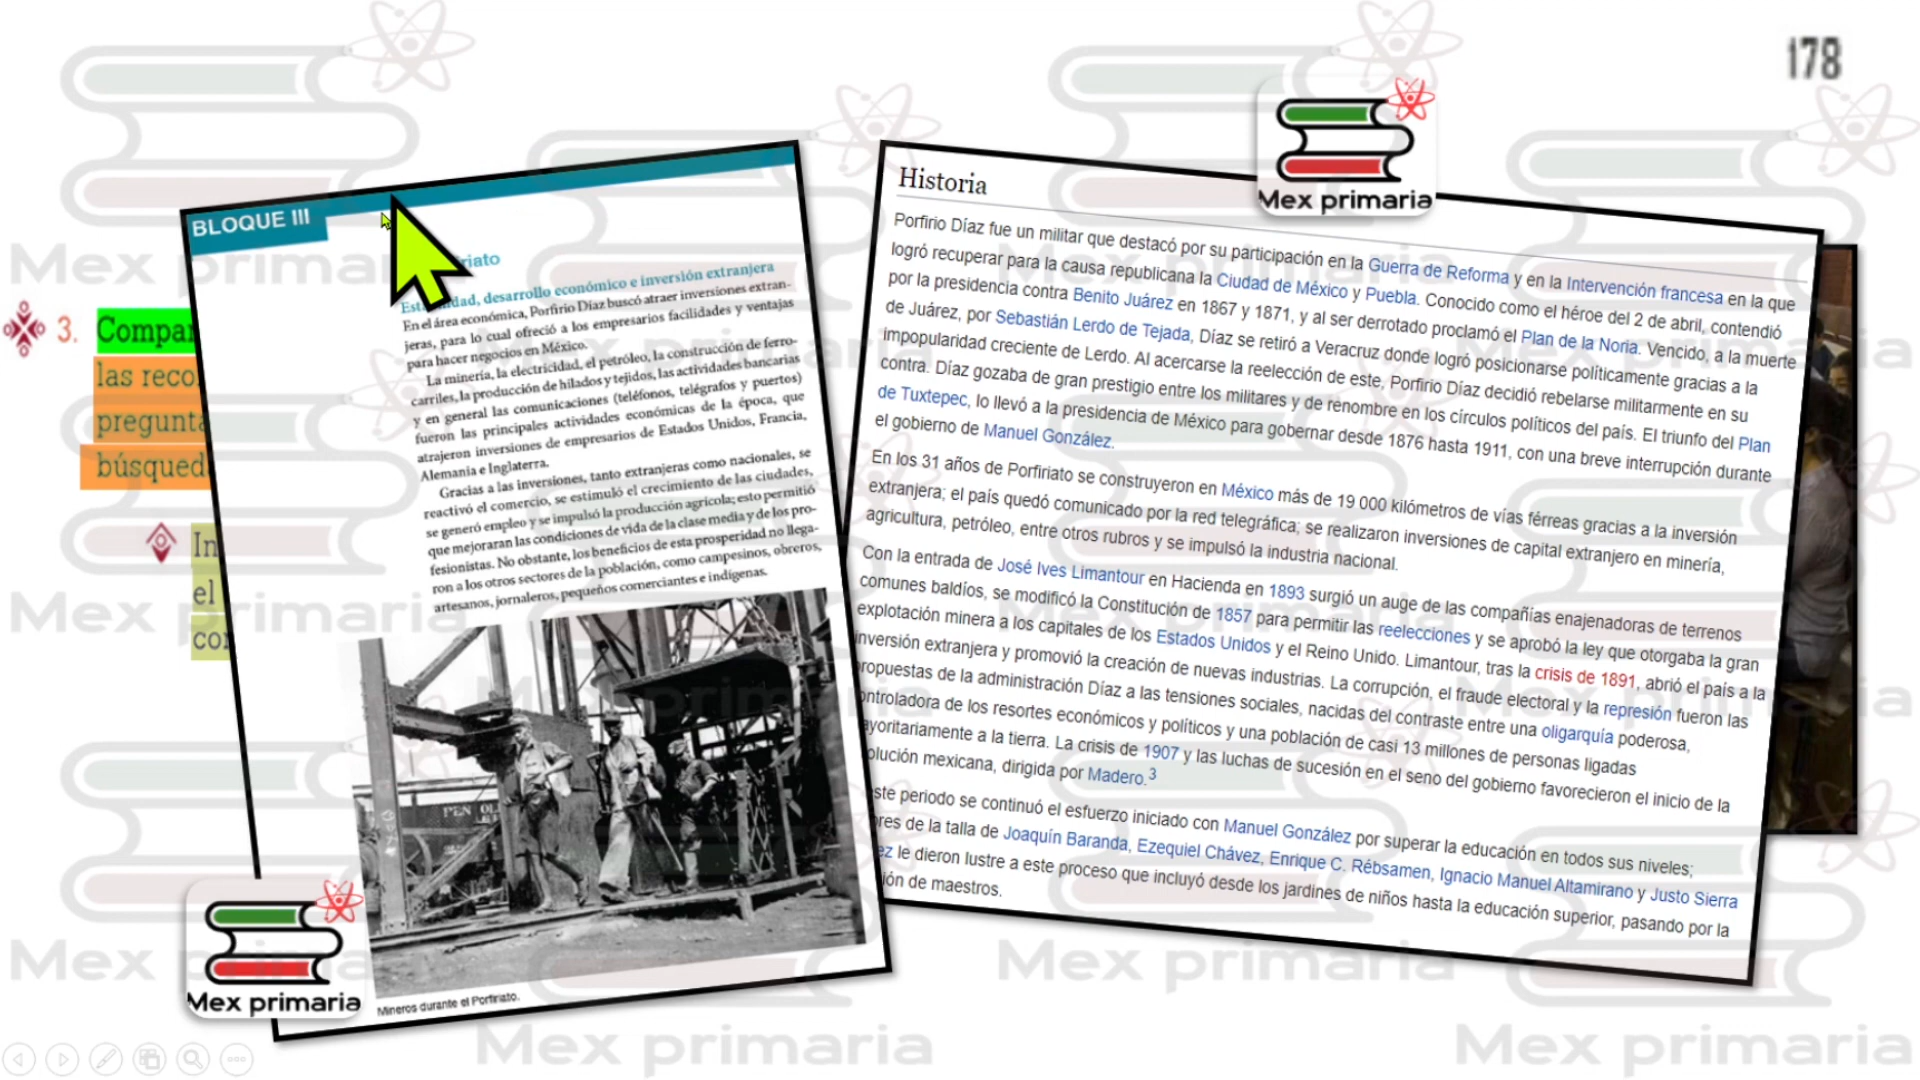 178
3. Compar
las reco
pregunta
búsqued
In
el
con
BLOQUE III
riato
Estabilidad, desarrollo económico e inversión extranjera
En el área económica, Porfirio Díaz buscó atraer inversiones extran-
jeras, para lo cual ofreció a los empresarios facilidades y ventajas
para hacer negocios en México.
La minería, la electricidad, el petróleo, la construcción de ferro-
carriles, la producción de hilados y tejidos, las actividades bancarias
y en general las comunicaciones (teléfonos, telégrafos y puertos)
fueron las principales actividades económicas de la época, que
atrajeron inversiones de empresarios de Estados Unidos, Francia,
Alemania e Inglaterra.
Gracias a las inversiones, tanto extranjeras como nacionales, se
reactivó el comercio, se estimuló el crecimiento de las ciudades,
se generó empleo y se impulsó la producción agrícola; esto permitió
que mejoraran las condiciones de vida de la clase media y de los pro-
fesionistas. No obstante, los beneficios de esta prosperidad no llega-
ron a los otros sectores de la población, como campesinos, obreros,
artesanos, jornaleros, pequeños comerciantes e indígenas.
PEN OL
Mineros durante el Porfiriato.
Mex primaria
Historia
Mex primaria
Porfirio Díaz fue un militar que destacó por su participación en la Guerra de Reforma y en la Intervención francesa en la que
logró recuperar para la causa republicana la Ciudad de México y Puebla. Conocido como el héroe del 2 de abril, contendió
por la presidencia contra Benito Juárez en 1867 y 1871, y al ser derrotado proclamó el Plan de la Noria. Vencido, a la muerte
de Juárez, por Sebastián Lerdo de Tejada, Díaz se retiró a Veracruz donde logró posicionarse políticamente gracias a la
impopularidad creciente de Lerdo. Al acercarse la reelección de este, Porfirio Díaz decidió rebelarse militarmente en su
contra. Díaz gozaba de gran prestigio entre los militares y de renombre en los círculos políticos del país. El triunfo del Plan
de Tuxtepec, lo llevó a la presidencia de México para gobernar desde 1876 hasta 1911, con una breve interrupción durante
el gobierno de Manuel González.
En los 31 años de Porfiriato se construyeron en México más de 19 000 kilómetros de vías férreas gracias a la inversión
extranjera; el país quedó comunicado por la red telegráfica; se realizaron inversiones de capital extranjero en minería,
agricultura, petróleo, entre otros rubros y se impulsó la industria nacional.
Con la entrada de José Ives Limantour en Hacienda en 1893 surgió un auge de las compañías enajenadoras de terrenos
comunes baldíos, se modificó la Constitución de 1857 para permitir las reelecciones y se aprobó la ley que otorgaba la gran
explotación minera a los capitales de los Estados Unidos y el Reino Unido. Limantour, tras la crisis de 1891, abrió el país a la
inversión extranjera y promovió la creación de nuevas industrias. La corrupción, el fraude electoral y la represión fueron las
ropuestas de la administración Díaz a las tensiones sociales, nacidas del contraste entre una oligarquía poderosa,
ontroladora de los resortes económicos y políticos y una población de casi 13 millones de personas ligadas
ayoritariamente a la tierra. La crisis de 1907 y las luchas de sucesión en el seno del gobierno favorecieron el inicio de la
olución mexicana, dirigida por Madero.3
ste periodo se continuó el esfuerzo iniciado con Manuel González por superar la educación en todos sus niveles;
res de la talla de Joaquín Baranda, Ezequiel Chávez, Enrique C. Rébsamen, Ignacio Manuel Altamirano y Justo Sierra
ez le dieron lustre a este proceso que incluyó desde los jardines de niños hasta la educación superior, pasando por la
ión de maestros.